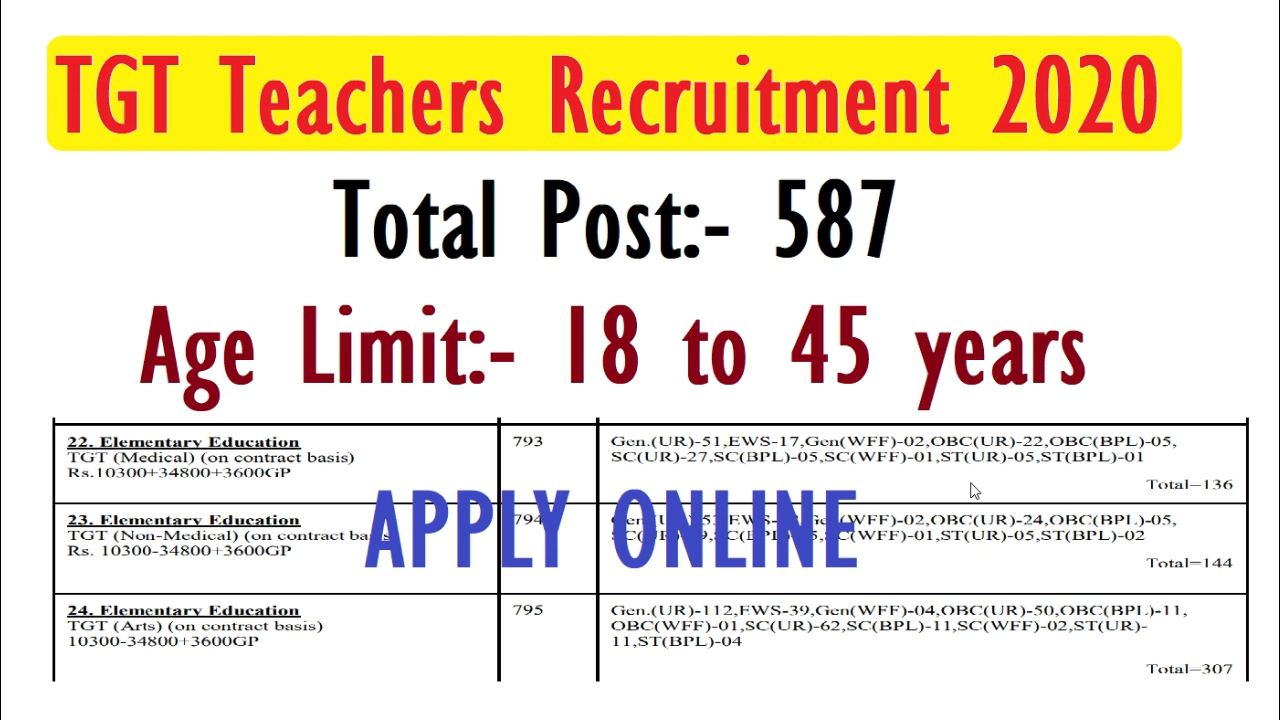 TGT Teachers Recruitment 2020
Total Post:- 587
Age Limit:- 18 to 45 years
22. Elementary Education
TGT (Medical) (on contract basis)
Rs.10300+34800+3600GP
793
Gen.(UR)-51,EWS-17,Gen(WFF)-02,OBC(UR)-22,OBC(BPL)-05,
SC(UR)-27,SC(BPL)-05,SC(WFF)-01,ST(UR)-05,ST(BPL)-01
Total=136
APPLY ONLINE
23. Elementary Education
TGT (Non-Medical) (on contract basis)
Rs. 10300-34800+3600GP
794
(WFF)-02,OBC(UR)-24,OBC(BPL)-05,
SC(WFF)-01,ST(UR)-05,ST(BPL)-02
Total=144
24. Elementary Education
TGT (Arts) (on contract basis)
10300-34800+3600GP
795
Gen.(UR)-112,EWS-39,Gen(WFF)-04,OBC(UR)-50,OBC(BPL)-11,
OBC(WFF)-01,SC(UR)-62,SC(BPL)-11,SC(WFF)-02,ST(UR)-
11,ST(BPL)-04
Total=307